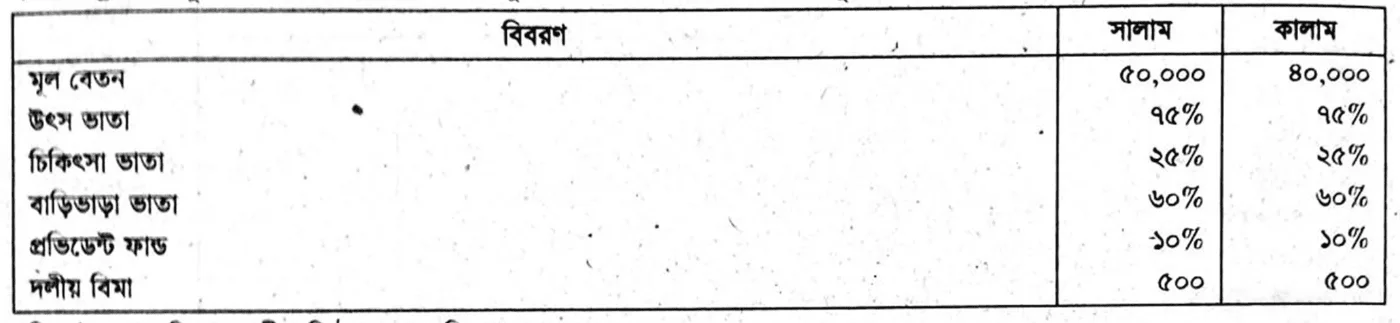 বিবরণ সালাম কালাম
মূল বেতন ৫০,০০০ ৪০,০০০
উৎস ভাতা ৭৫% ৭৫%
চিকিৎসা ভাতা ২৫% ২৫%
বাড়িভাড়া ভাতা ৬০% ৬০%
প্রভিডেন্ট ফান্ড ১০% ১০%
দলীয় বিমা ৫০০ ৫০০